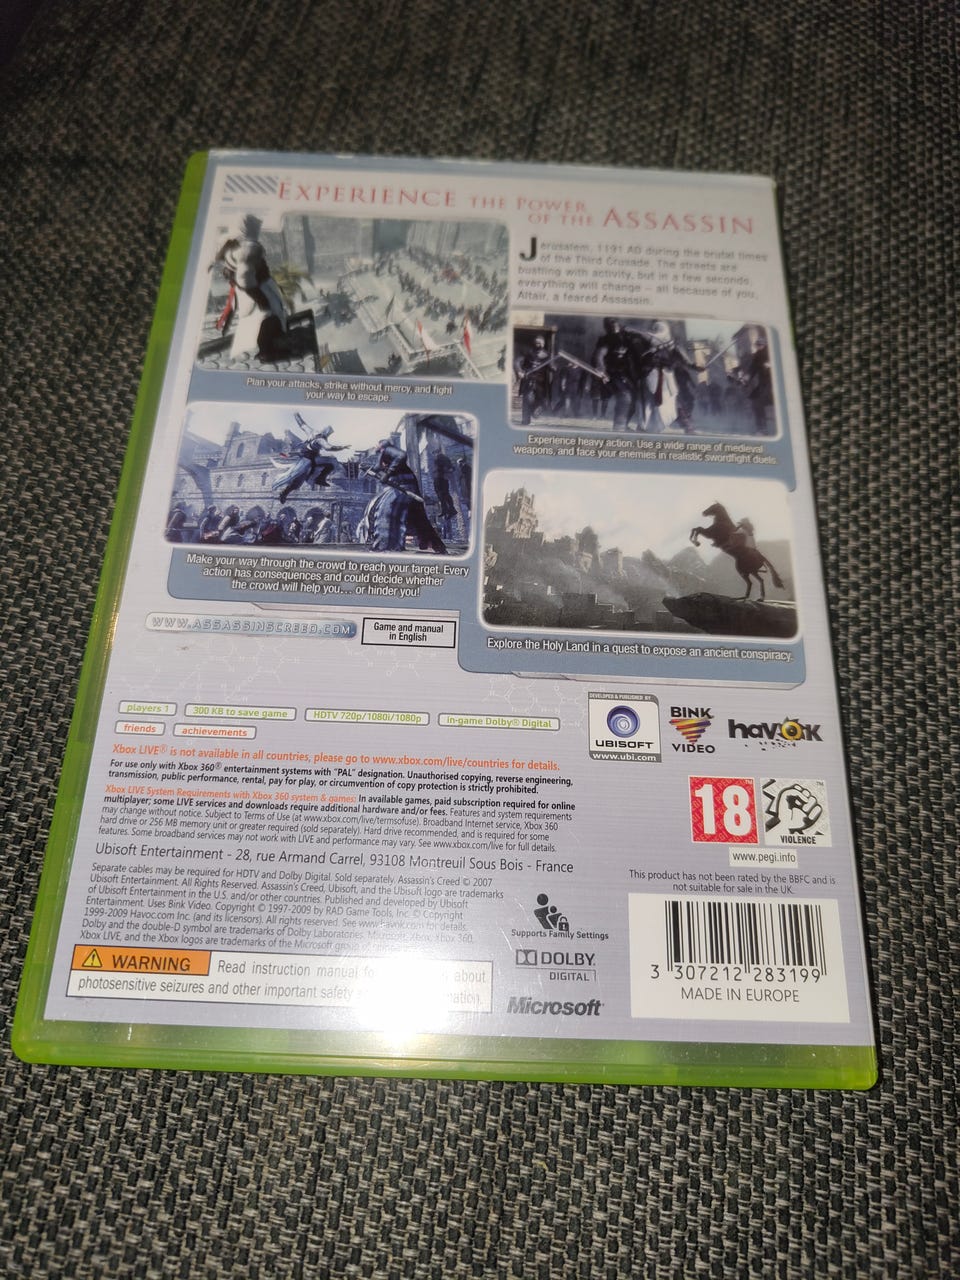 EXPERIENCE THE POWER
OF THE ASSASSIN
Jerusalem, 1191 AD during the brutal times
of the Third Crusade. The streets are
bustling with activity, but in a few seconds,
everything will change – all because of you,
Altaïr, a feared Assassin.
Plan your attacks, strike without mercy, and fight
your way to escape.
Experience heavy action. Use a wide range of medieval
weapons, and face your enemies in realistic swordfight duels.
Make your way through the crowd to reach your target. Every
action has consequences and could decide whether
the crowd will help you... or hinder you!
Explore the Holy Land in a quest to expose an ancient conspiracy.
WWW.ASSASSINSCREED.COM
Game and manual
in English
players 1
300 KB to save game
HDTV 720p/1080i/1080p
in-game Dolby® Digital
friends
achievements
DEVELOPED & PUBLISHED BY
UBISOFT
www.ubi.com
BINK
VIDEO
havok
Xbox LIVE® is not available in all countries, please go to www.xbox.com/live/countries for details.
For use only with Xbox 360® entertainment systems with "PAL" designation. Unauthorised copying, reverse engineering,
transmission, public performance, rental, pay for play, or circumvention of copy protection is strictly prohibited.
Xbox LIVE System Requirements with Xbox 360 system & games: In available games, paid subscription required for online
multiplayer; some LIVE services and downloads require additional hardware and/or fees. Features and system requirements
may change without notice. Subject to Terms of Use (at www.xbox.com/live/termsofuse). Broadband Internet service, Xbox 360
hard drive or 256 MB memory unit or greater required (sold separately). Hard drive recommended, and is required for some
features. Some broadband services may not work with LIVE and performance may vary. See www.xbox.com/live for full details.
Ubisoft Entertainment - 28, rue Armand Carrel, 93108 Montreuil Sous Bois - France
Separate cables may be required for HDTV and Dolby Digital. Sold separately. Assassin's Creed © 2007
Ubisoft Entertainment. All Rights Reserved. Assassin's Creed, Ubisoft, and the Ubisoft logo are trademarks
of Ubisoft Entertainment in the U.S. and/or other countries. Published and developed by Ubisoft
Entertainment. Uses Bink Video. Copyright © 1997-2009 by RAD Game Tools, Inc. © Copyright
1999-2009 Havok.com Inc. (and its licensors). All rights reserved. See www.havok.com for details.
Dolby and the double-D symbol are trademarks of Dolby Laboratories. Microsoft, Xbox, Xbox 360,
Xbox LIVE, and the Xbox logos are trademarks of the Microsoft group of
WARNING
Read instruction manual about
photosensitive seizures and other important safety
18
VIOLENCE
www.pegi.info
This product has not been rated by the BBFC and is
not suitable for sale in the UK.
Supports Family Settings
DOLBY
DIGITAL
Microsoft®
3 307212 283199
MADE IN EUROPE